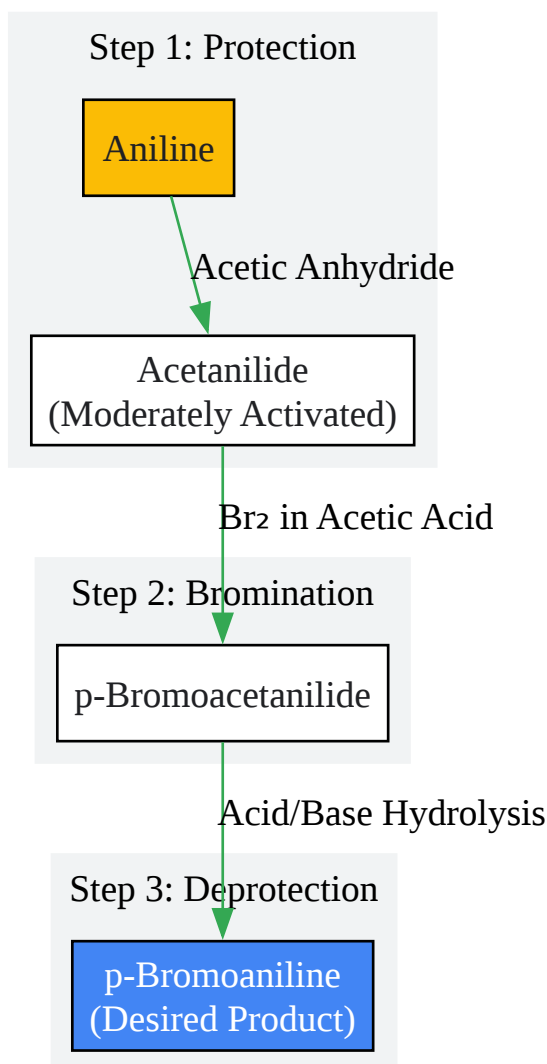 Step 1: Protection
Aniline
Acetic Anhydride
Acetanilide
(Moderately Activated)
Br₂ in Acetic Acid
Step 2: Bromination
p-Bromoacetanilide
Acid/Base Hydrolysis
Step 3: Deprotection
p-Bromoaniline
(Desired Product)